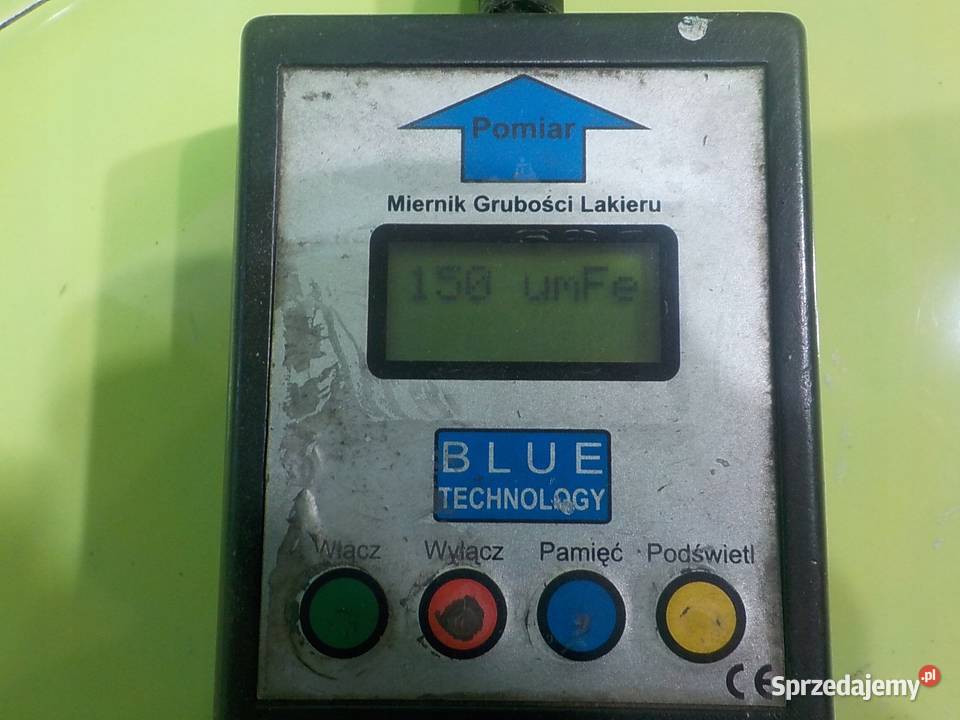 Pomiar
Miernik Grubości Lakieru
150 umFe
BLUE
TECHNOLOGY
Włącz Wyłącz Pamięć Podświetl
CE
Sprzedajemy.pl